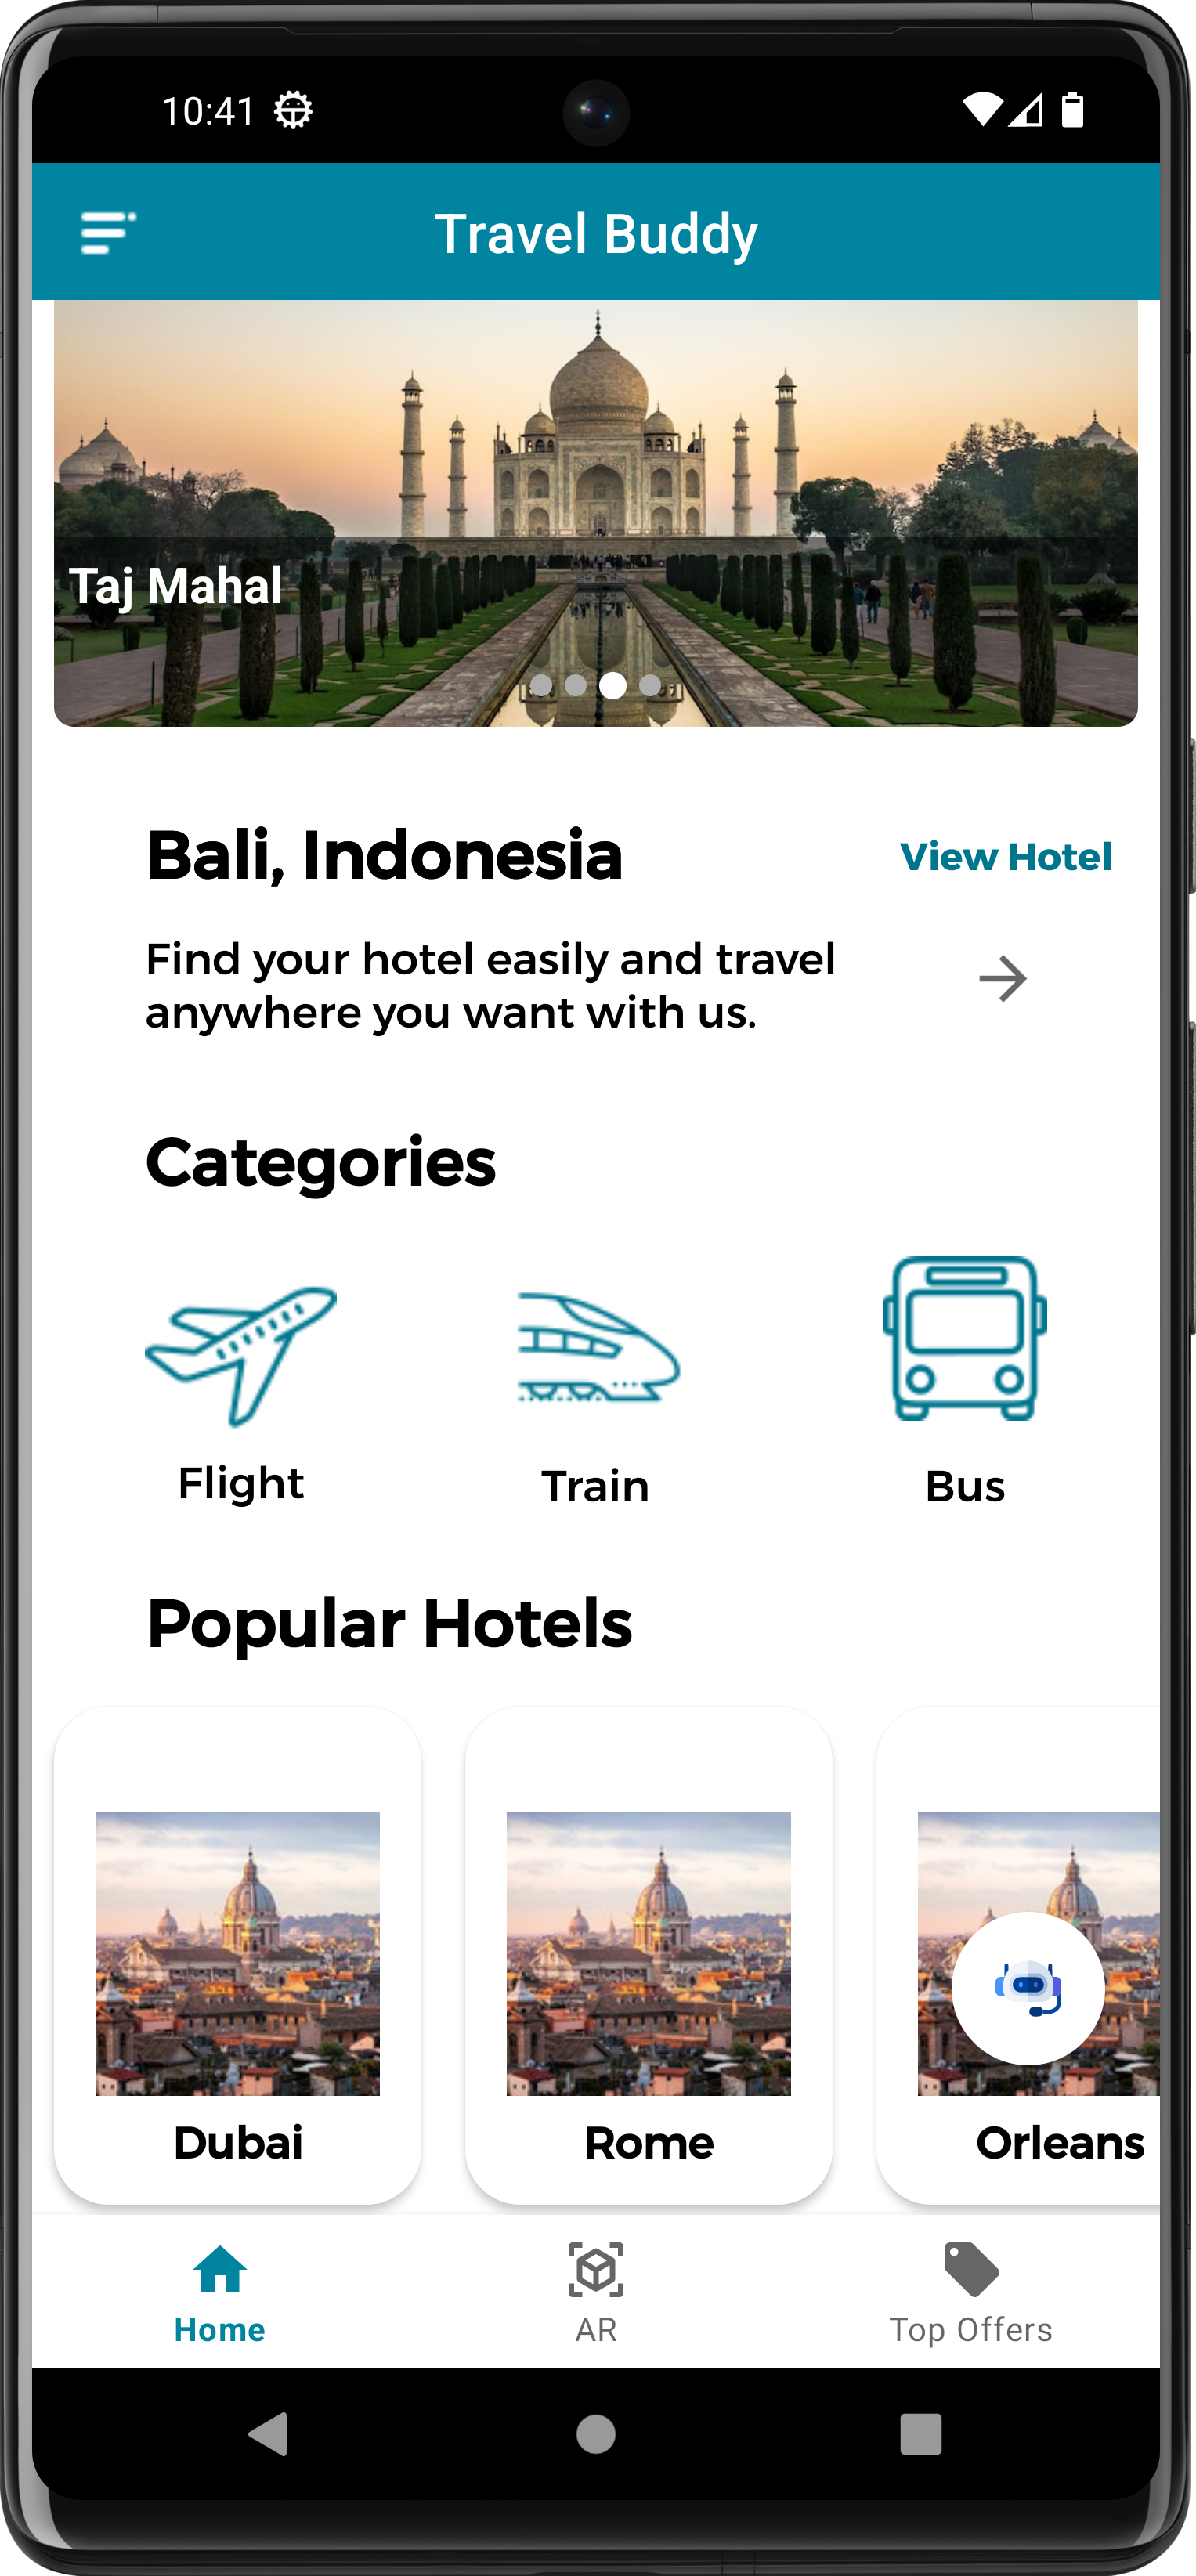 10:41
Travel Buddy
Taj Mahal
Bali, Indonesia
View Hotel
Find your hotel easily and travel
anywhere you want with us.
Categories
Flight
Train
Bus
Popular Hotels
Dubai
Rome
Orleans
Home
AR
Top Offers